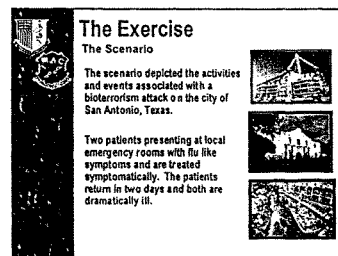 The Exercise
The Scenario
The scenario depicted the activities
and events associated with a
bioterrorism attack on the city of
San Antonio, Texas.
Two patients presenting at local
emergency rooms with flu like
symptoms and are treated
symptomatically. The patients
return in two days and both are
dramatically ill.